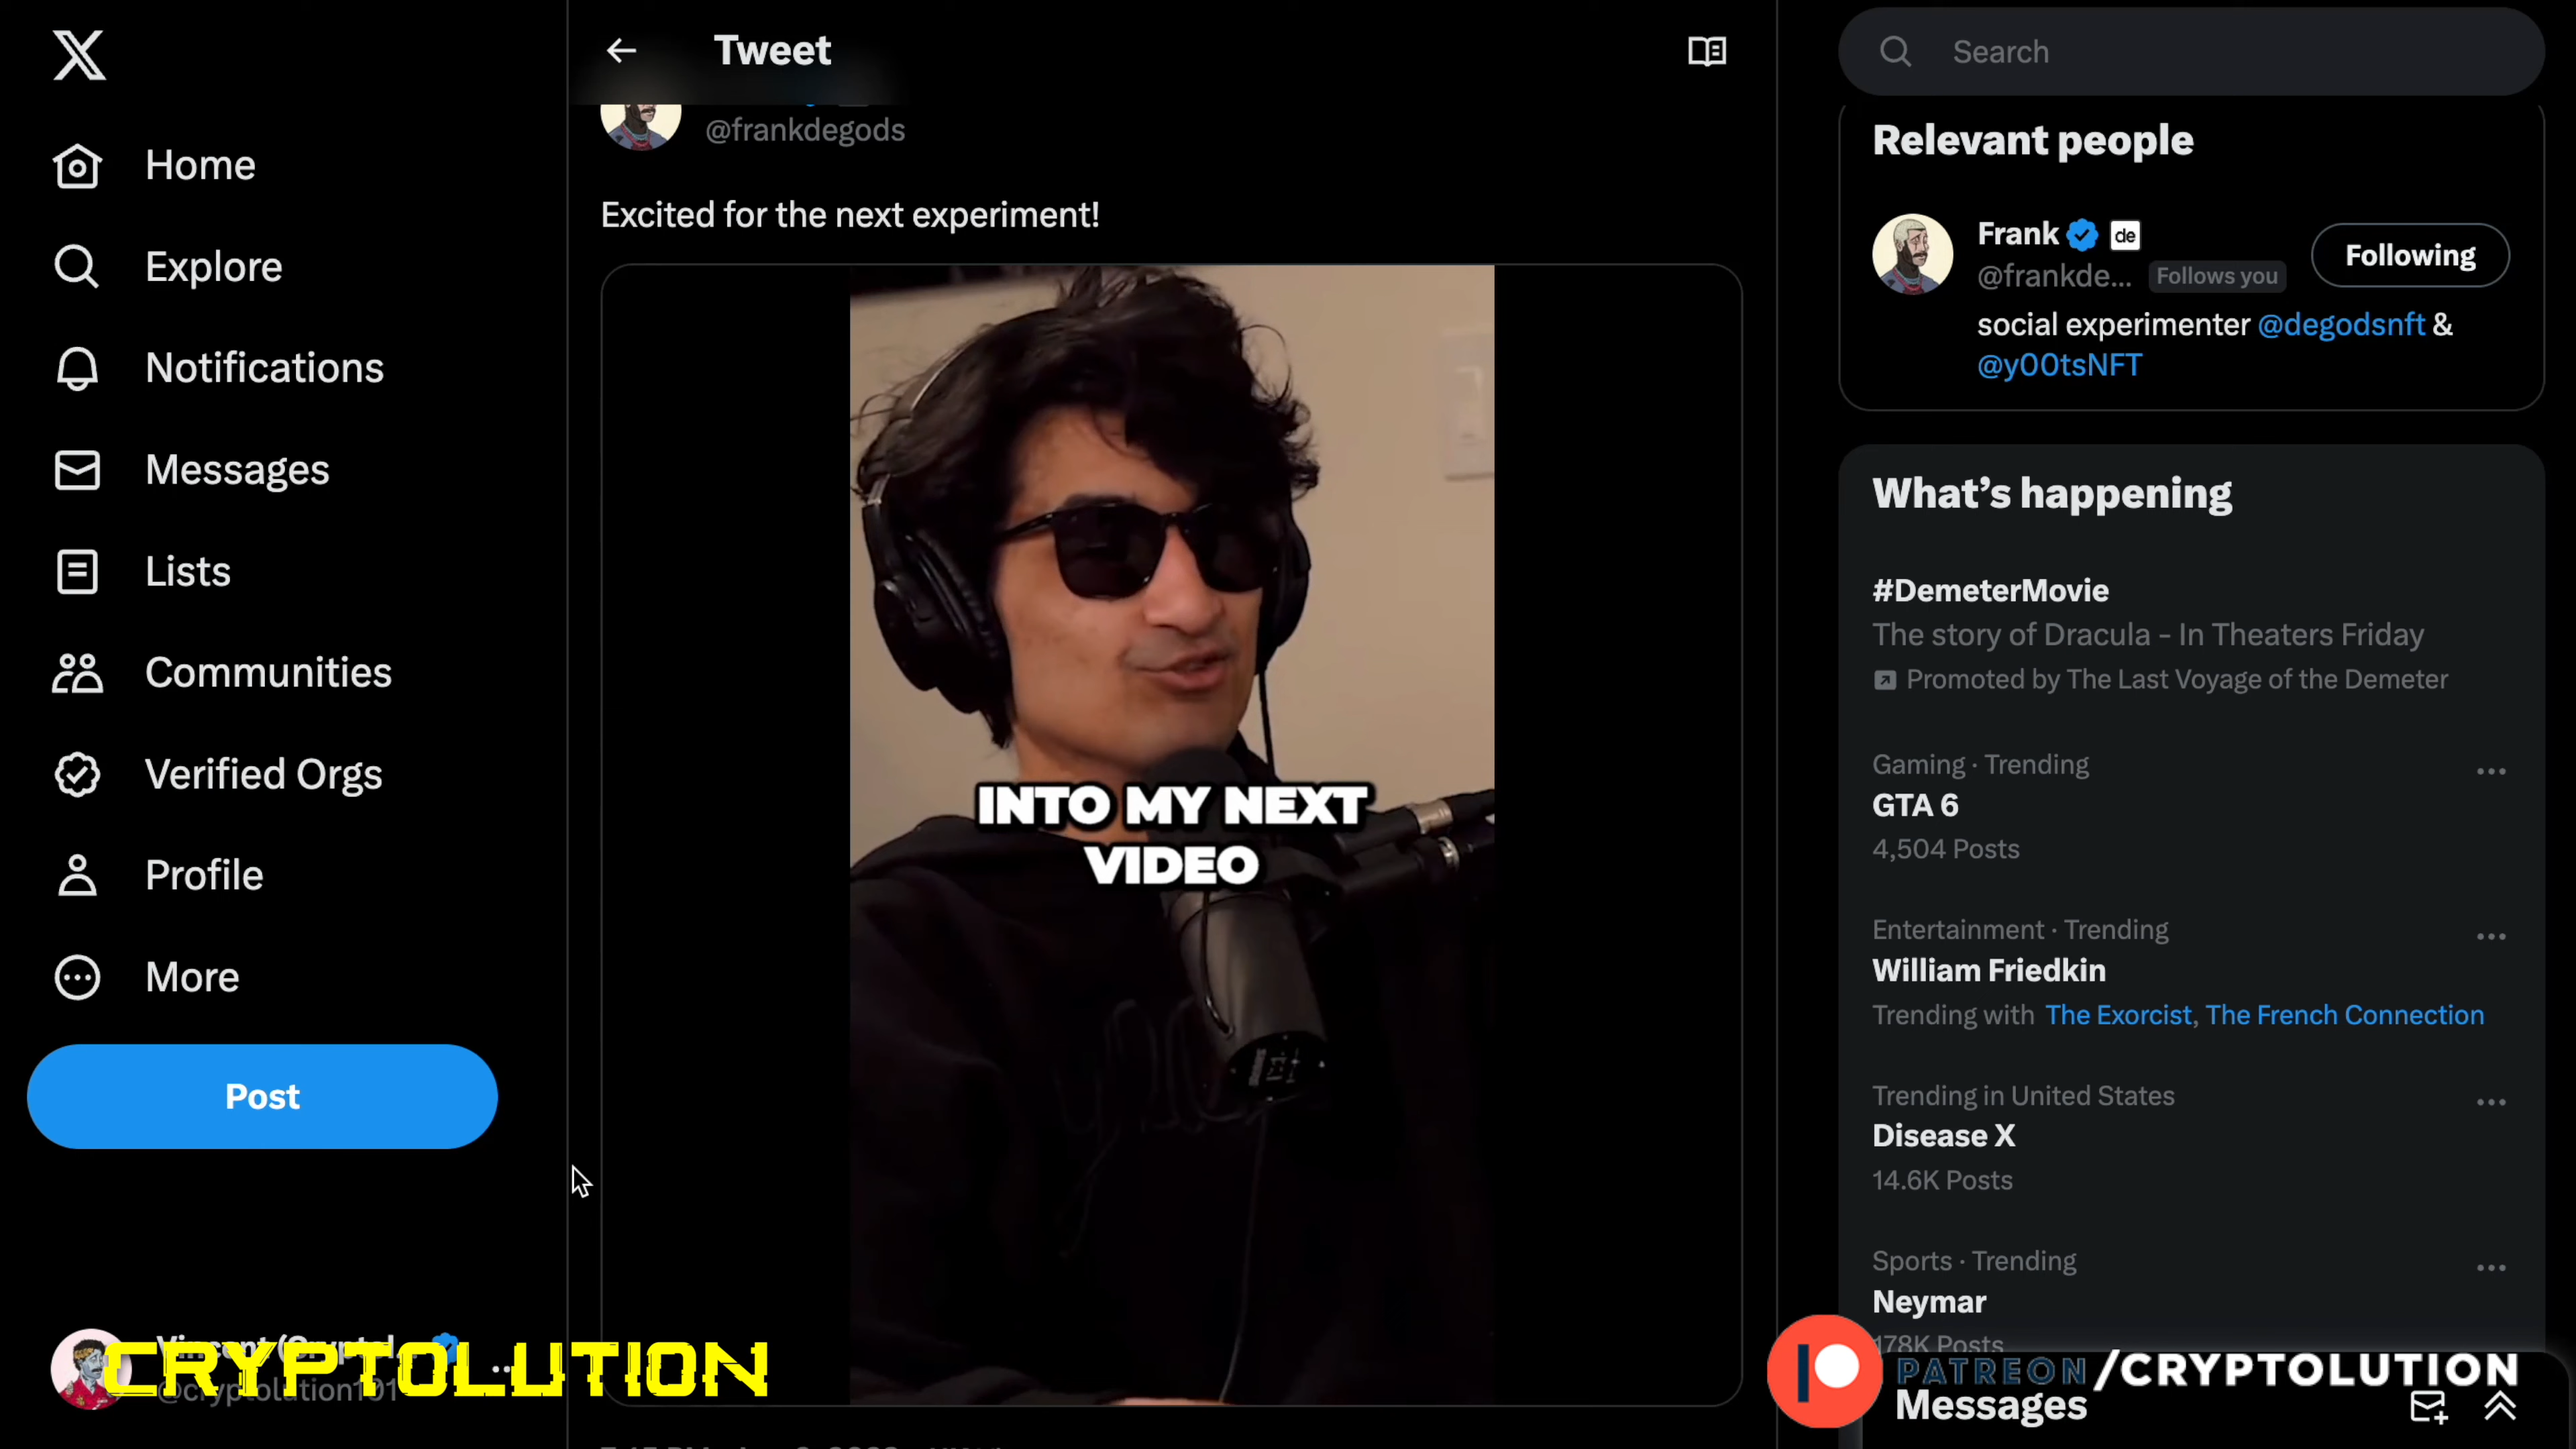 Home
Explore
Notifications
Messages
Lists
Communities
Verified Orgs
Profile
More
Post
CRYPTOLUTION
@cryptolution101
Tweet
@frankdegods
Excited for the next experiment!
INTO MY NEXT
VIDEO
Search
Relevant people
Frank de
@frankde... Follows you
Following
social experimenter @degodsnft &
@y00tsNFT
What's happening
#DemeterMovie
The story of Dracula - In Theaters Friday
Promoted by The Last Voyage of the Demeter
Gaming · Trending
GTA 6
4,504 Posts
Entertainment · Trending
William Friedkin
Trending with The Exorcist, The French Connection
Trending in United States
Disease X
14.6K Posts
Sports · Trending
Neymar
178K Posts
PATREON/CRYPTOLUTION
Messages